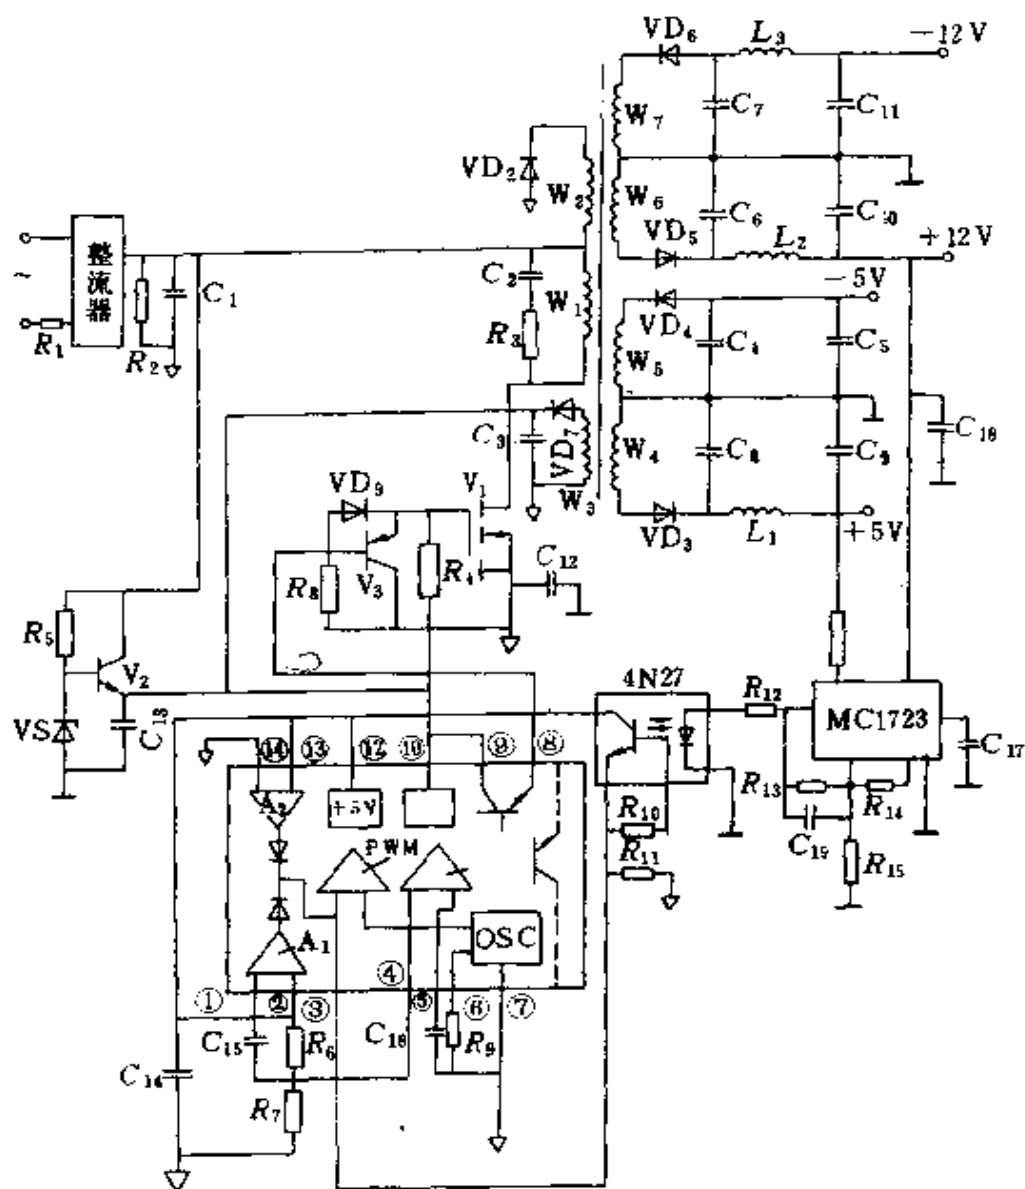 VD₆
L₃
−12V
W₇
C₇
C₁₁
VD₂
W₂
W₆
C₆
C₁₀
VD₅
L₂
+12V
整流器
~
R₁
R₂
C₁
C₂
R₃
W₁
−5V
VD₄
W₅
C₄
C₅
C₃
VD₇
W₃
W₄
C₈
C₉
C₁₈
VD₃
L₁
+5V
VD₉
V₁
R₈
V₃
R₄
C₁₂
R₅
V₂
VS
C₁₃
4N27
R₁₂
MC1723
C₁₇
⑭
⑬
⑫
⑩
⑨
⑧
A₂
+5V
R₁₀
R₁₃
R₁₄
PWM
R₁₁
C₁₉
R₁₅
A₁
OSC
①
②
③
④
⑤
⑥
⑦
C₁₅
R₆
C₁₆
R₉
C₁₄
R₇